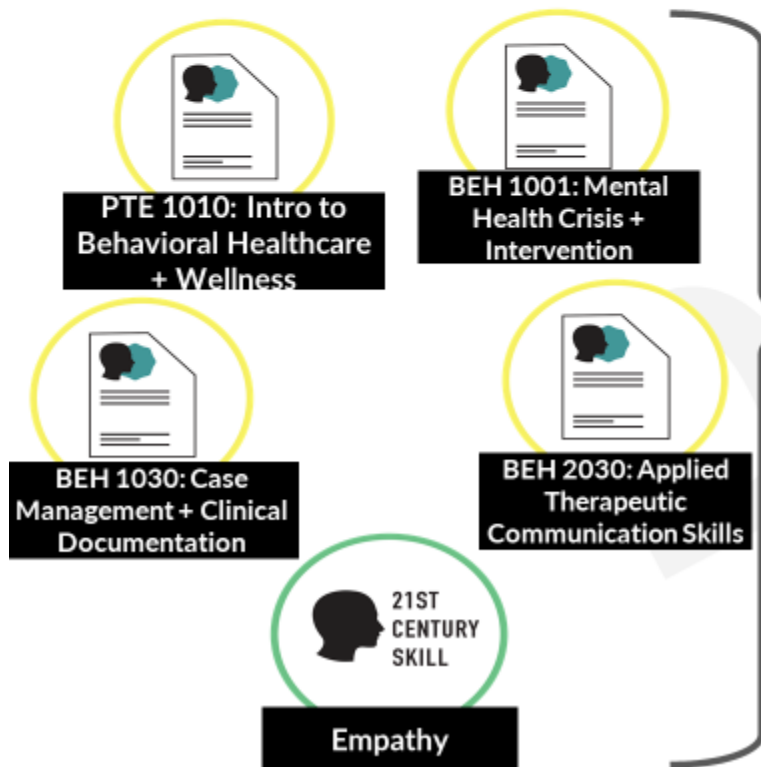 PTE 1010: Intro to
Behavioral Healthcare
+ Wellness
BEH 1001: Mental
Health Crisis +
Intervention
BEH 1030: Case
Management + Clinical
Documentation
BEH 2030: Applied
Therapeutic
Communication Skills
21ST
CENTURY
SKILL
Empathy